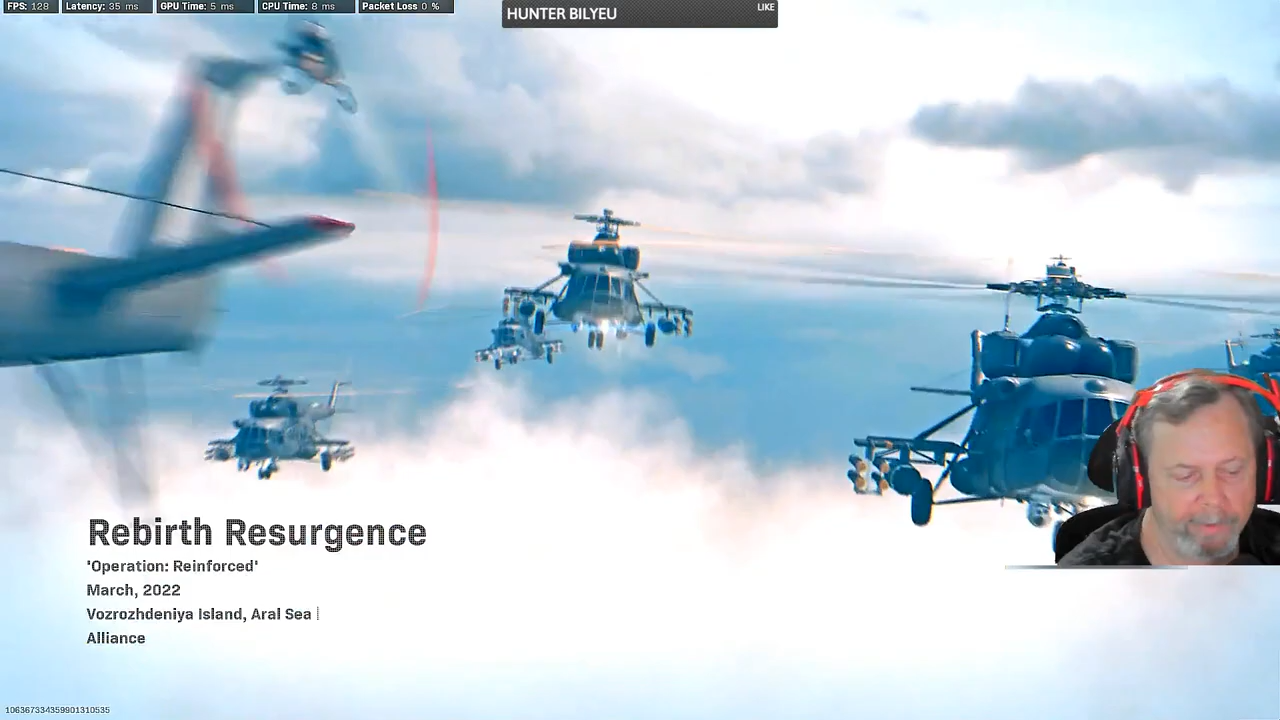 FPS: 128 Latency: 35 ms GPU Time: 5 ms CPU Time: 8 ms Packet Loss 0 %
HUNTER BILYEU LIKE
Rebirth Resurgence
'Operation: Reinforced'
March, 2022
Vozrozhdeniya Island, Aral Sea
Alliance
106367334359901310535